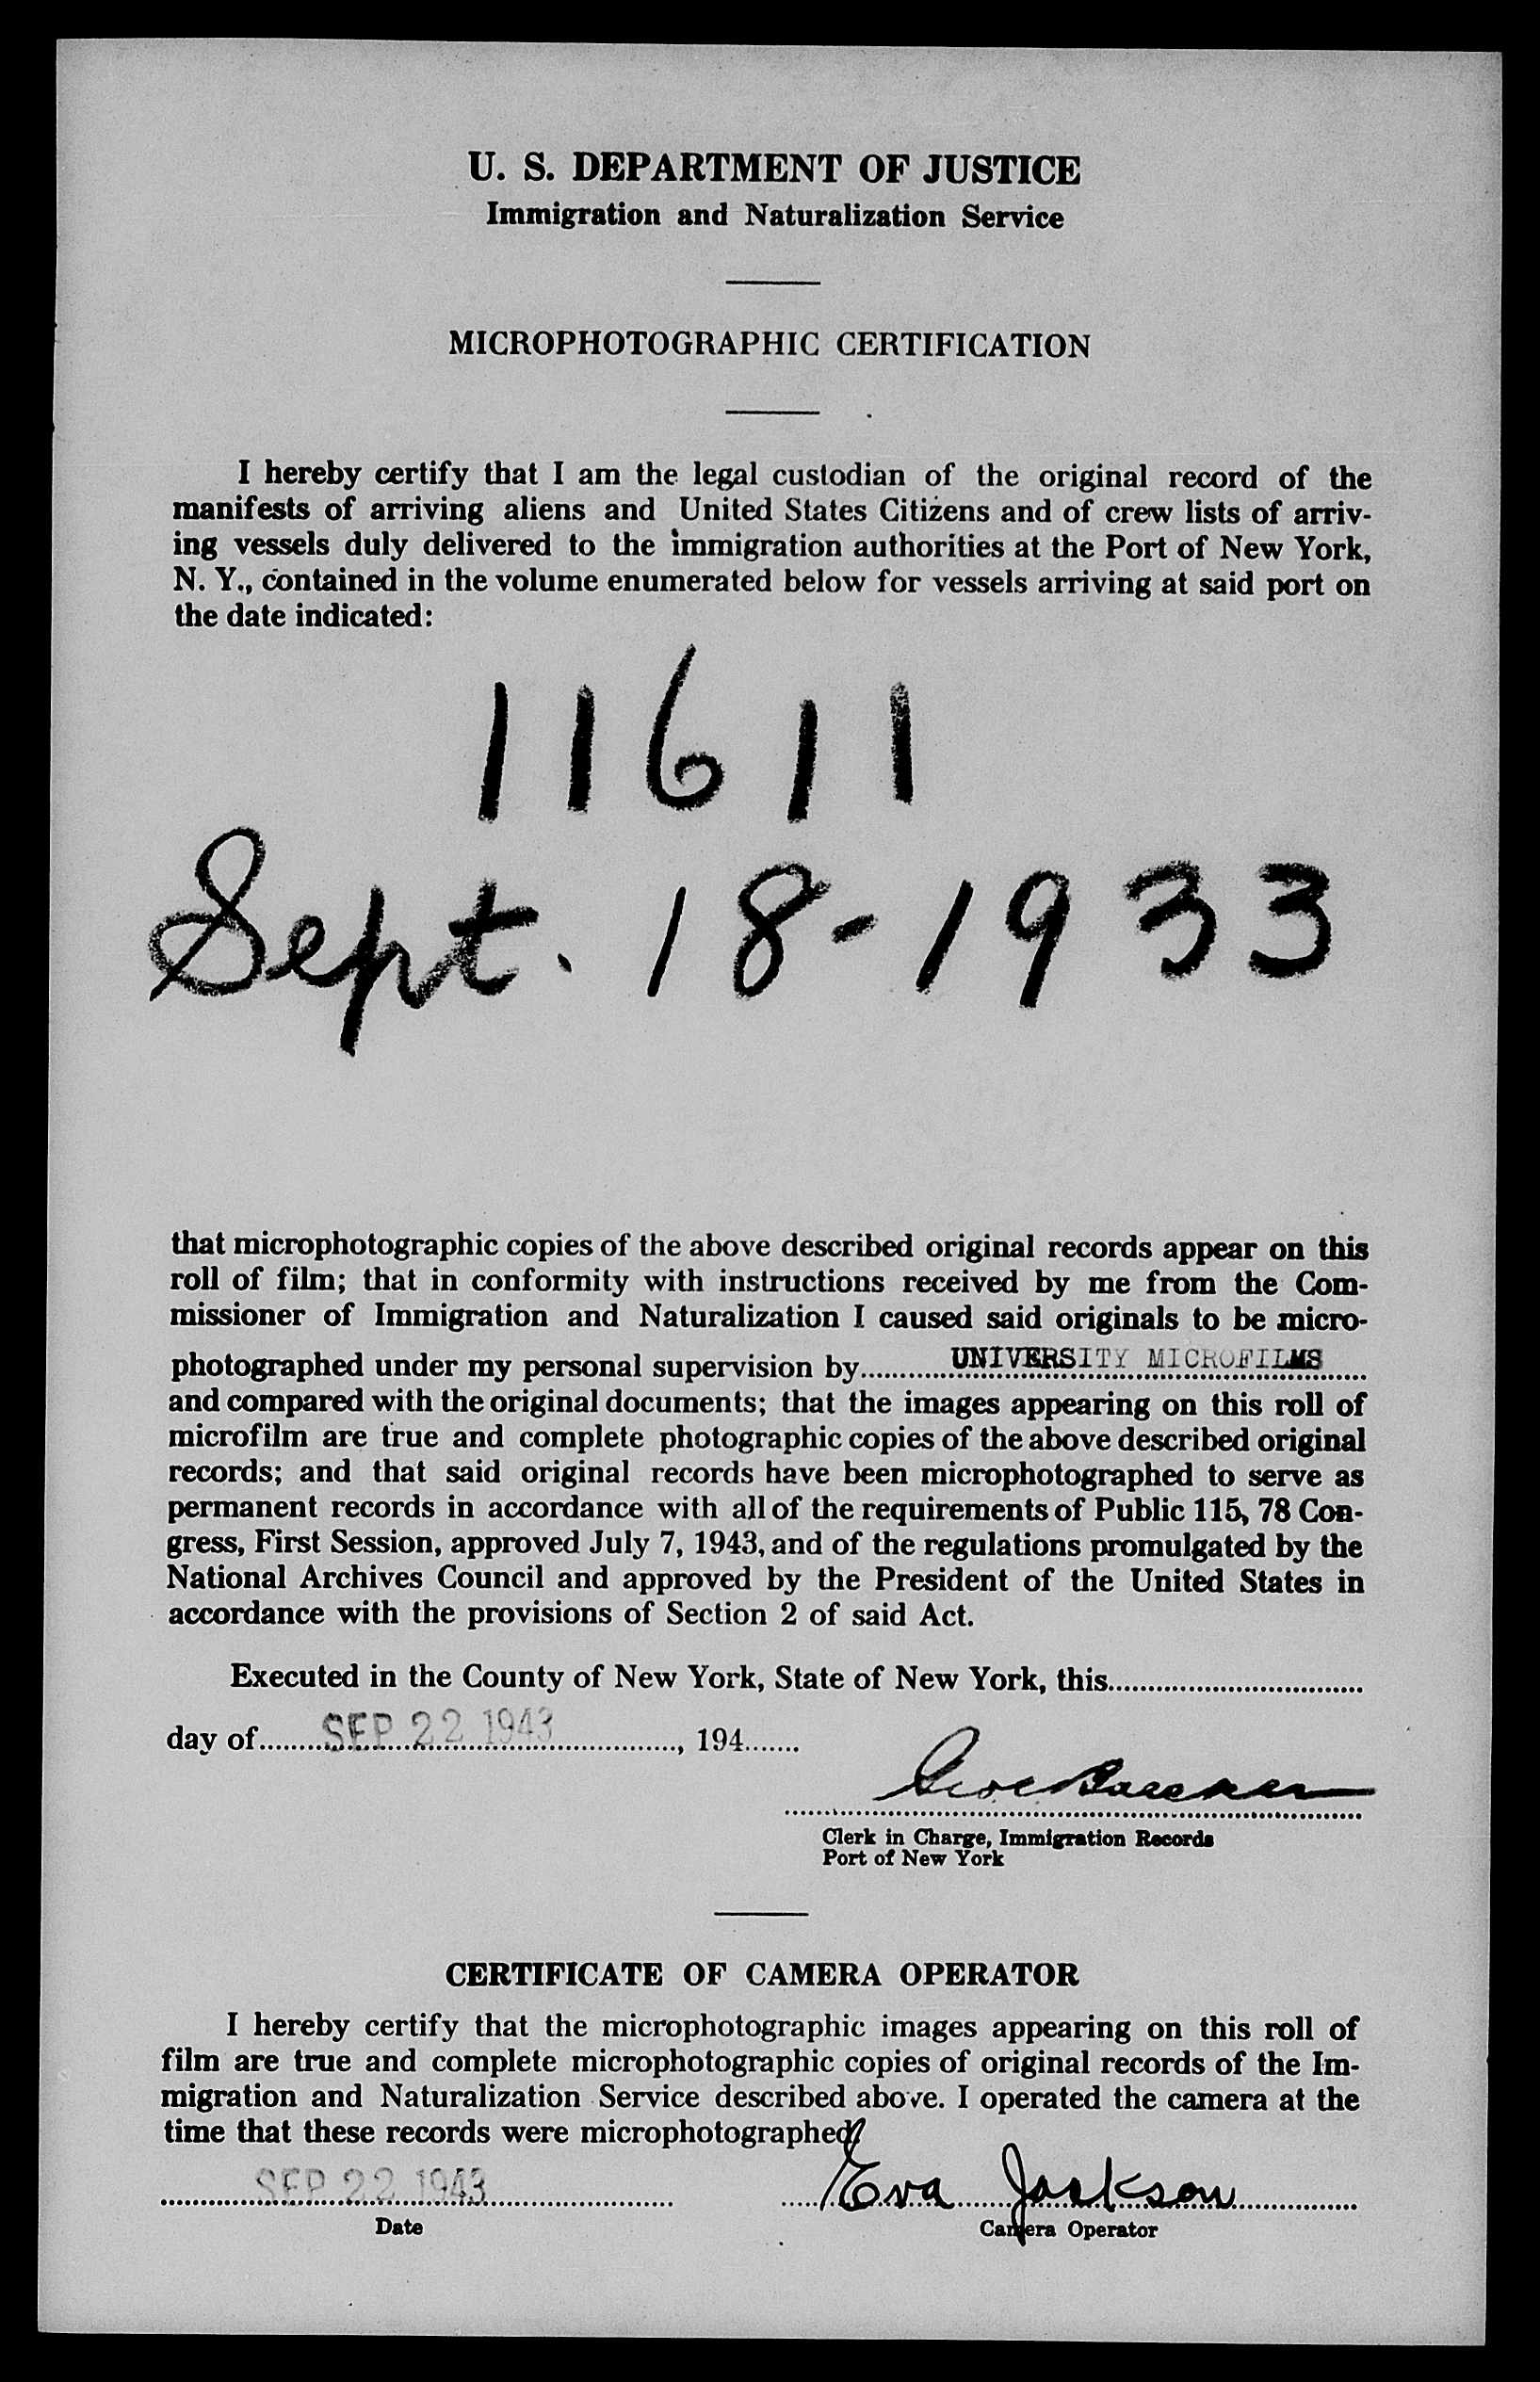 U. S. DEPARTMENT OF JUSTICE
Immigration and Naturalization Service
MICROPHOTOGRAPHIC CERTIFICATION
I hereby certify that I am the legal custodian of the original record of the
manifests of arriving aliens and United States Citizens and of crew lists of arriv-
ing vessels duly delivered to the immigration authorities at the Port of New York,
N. Y., contained in the volume enumerated below for vessels arriving at said port on
the date indicated:
11611
Sept. 18-1933
that microphotographic copies of the above described original records appear on this
roll of film; that in conformity with instructions received by me from the Com-
missioner of Immigration and Naturalization I caused said originals to be micro-
photographed under my personal supervision by UNIVERSITY MICROFILMS
and compared with the original documents; that the images appearing on this roll of
microfilm are true and complete photographic copies of the above described original
records; and that said original records have been microphotographed to serve as
permanent records in accordance with all of the requirements of Public 115, 78 Con-
gress, First Session, approved July 7, 1943, and of the regulations promulgated by the
National Archives Council and approved by the President of the United States in
accordance with the provisions of Section 2 of said Act.
Executed in the County of New York, State of New York, this
day of SEP 22 1943, 194
Clerk in Charge, Immigration Records
Port of New York
CERTIFICATE OF CAMERA OPERATOR
I hereby certify that the microphotographic images appearing on this roll of
film are true and complete microphotographic copies of original records of the Im-
migration and Naturalization Service described above. I operated the camera at the
time that these records were microphotographed
SEP 22 1943 Eva Jackson
Date Camera Operator